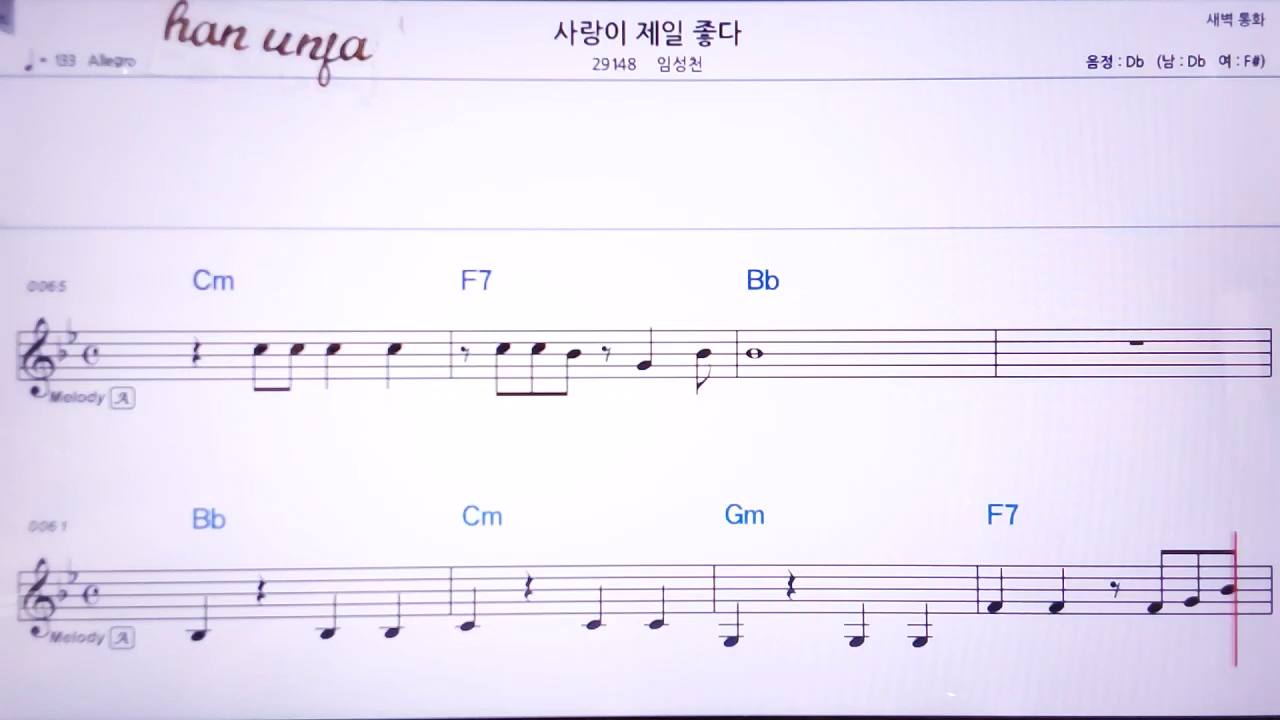 han unja
사랑이 제일 좋다
새벽 통화
= 133 Allegro
29148 임성천
음정 : Db (남 : Db 여 : F#)
0065
Cm F7 Bb
Melody A
0061
Bb Cm Gm F7
Melody A